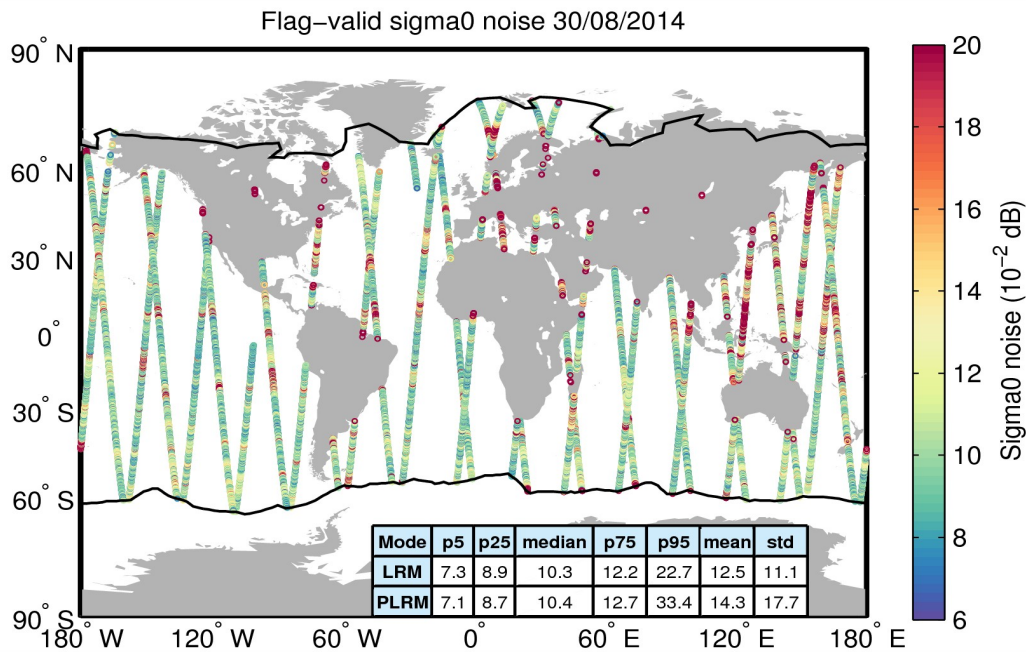 Flag−valid sigma0 noise 30/08/2014
90° N
60° N
30° N
0°
30° S
60° S
90° S
180° W
120° W
60° W
0°
60° E
120° E
180° E
Mode p5 p25 median p75 p95 mean std
LRM 7.3 8.9 10.3 12.2 22.7 12.5 11.1
PLRM 7.1 8.7 10.4 12.7 33.4 14.3 17.7
20
18
16
14
12
10
8
6
Sigma0 noise (10⁻² dB)